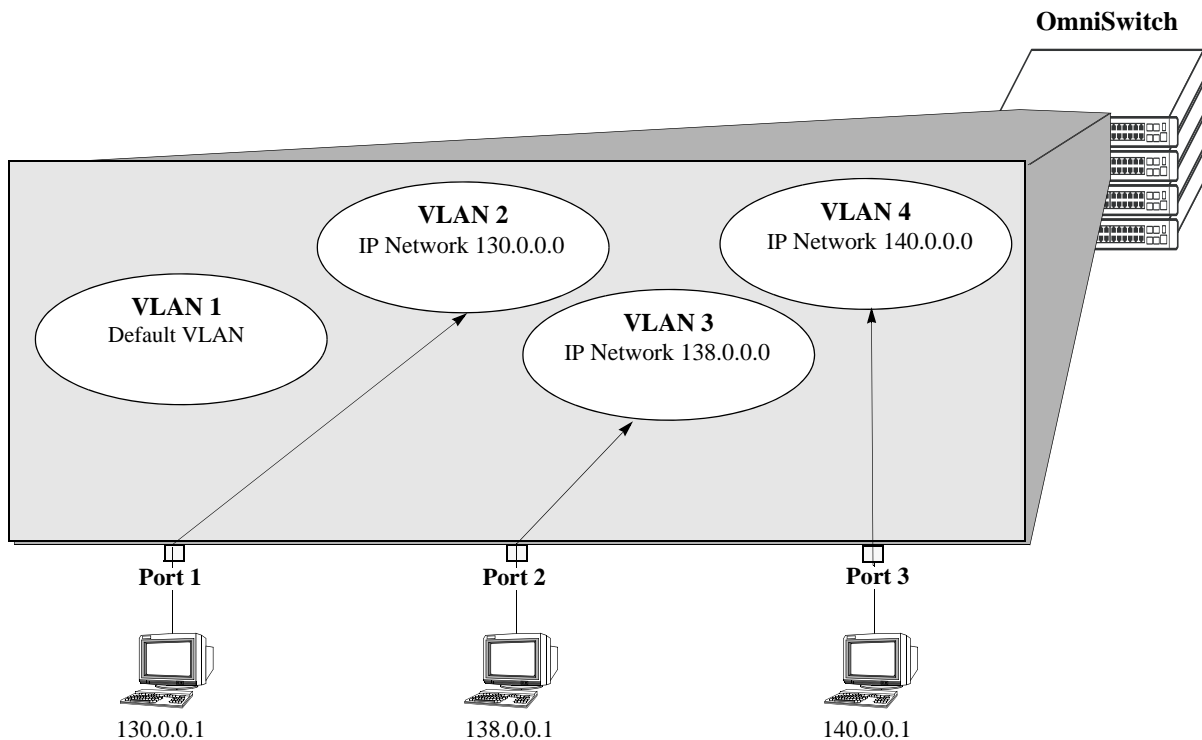 OmniSwitch
VLAN 2
IP Network 130.0.0.0
VLAN 4
IP Network 140.0.0.0
VLAN 1
Default VLAN
VLAN 3
IP Network 138.0.0.0
Port 1
Port 2
Port 3
130.0.0.1
138.0.0.1
140.0.0.1